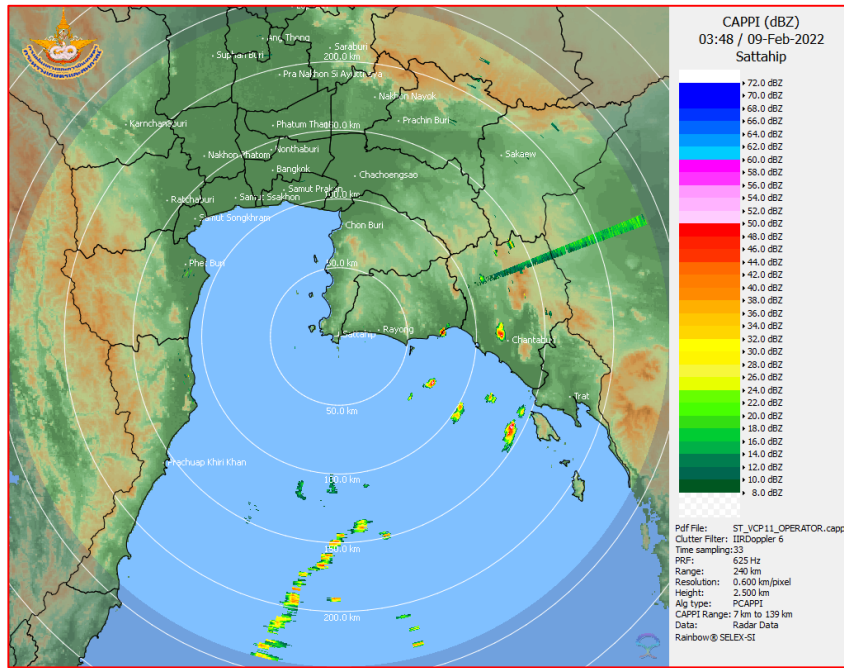 CAPPI (dBZ)
03:48 / 09-Feb-2022
Sattahip
72.0 dBZ
70.0 dBZ
68.0 dBZ
66.0 dBZ
64.0 dBZ
62.0 dBZ
60.0 dBZ
58.0 dBZ
56.0 dBZ
54.0 dBZ
52.0 dBZ
50.0 dBZ
48.0 dBZ
46.0 dBZ
44.0 dBZ
42.0 dBZ
40.0 dBZ
38.0 dBZ
36.0 dBZ
34.0 dBZ
32.0 dBZ
30.0 dBZ
28.0 dBZ
26.0 dBZ
24.0 dBZ
22.0 dBZ
20.0 dBZ
18.0 dBZ
16.0 dBZ
14.0 dBZ
12.0 dBZ
10.0 dBZ
8.0 dBZ
Pdf File: ST_VCP11_OPERATOR.capp
Clutter Filter: IIRDoppler 6
Time sampling:33
PRF: 625 Hz
Range: 240 km
Resolution: 0.600 km/pixel
Height: 2.500 km
Alg type: PCAPPI
CAPPI Range: 7 km to 139 km
Data: Radar Data
Rainbow® SELEX-SI
Ang Thong
Saraburi
Suphan Buri
200.0 km
Pra Nakhon Si Ayutthaya
Nakhon Nayok
Karnchanaburi
Phatum Thani
Prachin Buri
Nonthaburi
Nakhon Phatom
Sakaew
Bangkok
Chachoengsao
Samut Prakan
Ratchaburi
Samut Ssakhon
100.0 km
Samut Songkhram
Chon Buri
Phet Buri
50.0 km
Sattahip
Rayong
Chantaburi
Trat
50.0 km
Prachuap Khiri Khan
100.0 km
150.0 km
200.0 km